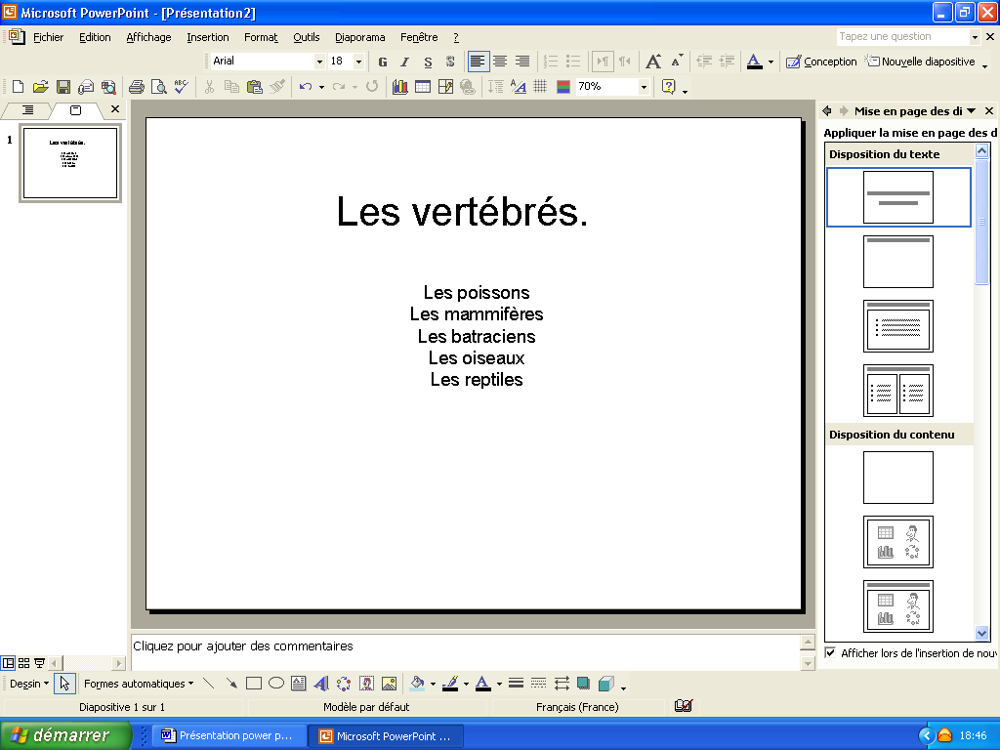 Microsoft PowerPoint - [Présentation2]
Fichier Edition Affichage Insertion Format Outils Diaporama Fenêtre ? Tapez une question
Arial 18 G I S S Conception Nouvelle diapositive
70%
Mise en page des di
Appliquer la mise en page des d
Disposition du texte
1
Les vertébrés.
Les poissons
Les mammifères
Les batraciens
Les oiseaux
Les reptiles
Disposition du contenu
Cliquez pour ajouter des commentaires
Afficher lors de l'insertion de nouv
Dessin Formes automatiques
Diapositive 1 sur 1 Modèle par défaut Français (France)
démarrer Présentation power p... Microsoft PowerPoint ... 18:46